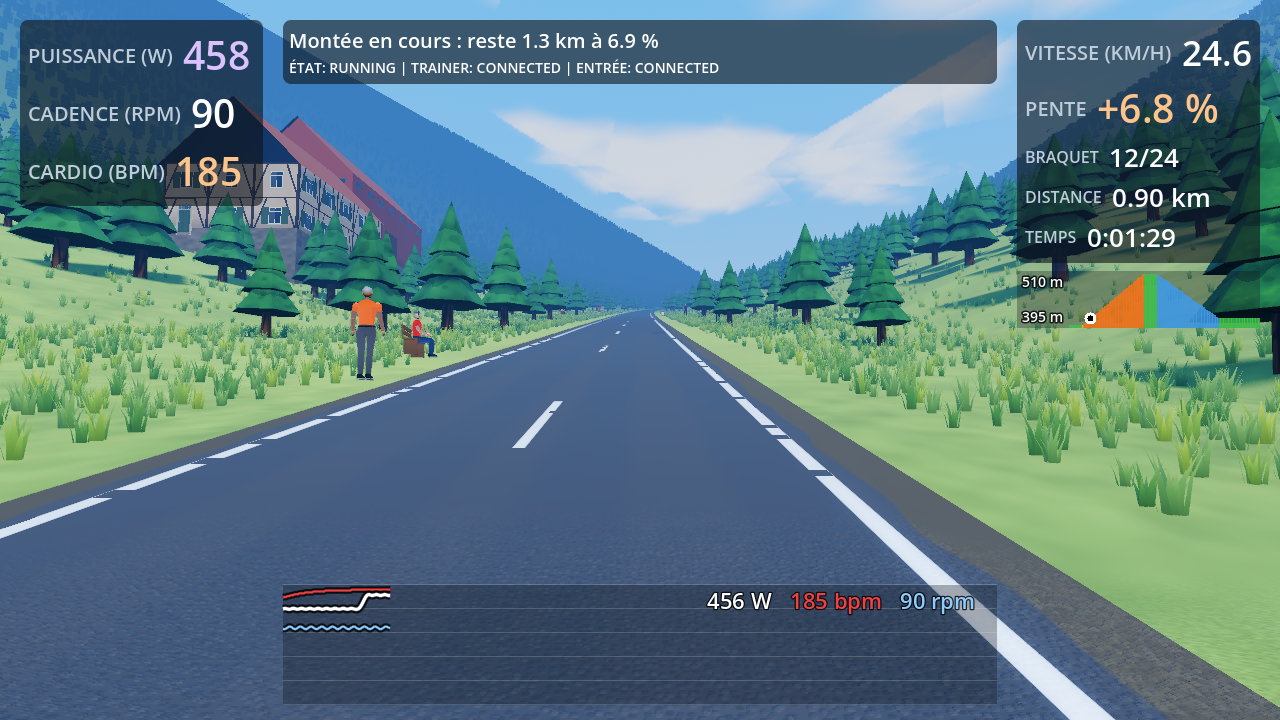 PUISSANCE (W) 458
CADENCE (RPM) 90
CARDIO (BPM) 185
Montée en cours : reste 1.3 km à 6.9 %
ÉTAT: RUNNING | TRAINER: CONNECTED | ENTRÉE: CONNECTED
VITESSE (KM/H) 24.6
PENTE +6.8 %
BRAQUET 12/24
DISTANCE 0.90 km
TEMPS 0:01:29
510 m
395 m
456 W 185 bpm 90 rpm